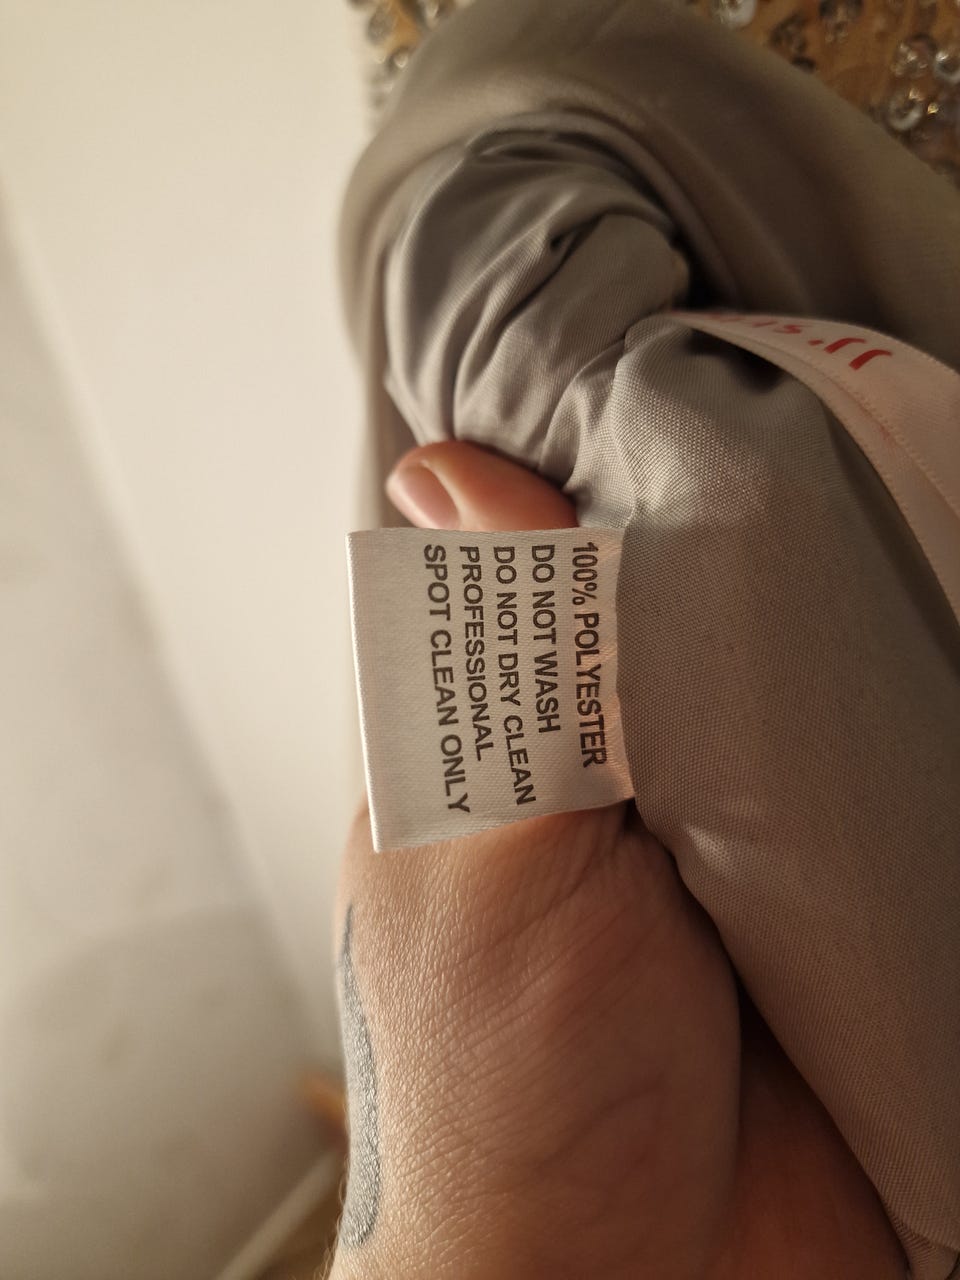 100% POLYESTER
DO NOT WASH
DO NOT DRY CLEAN
PROFESSIONAL
SPOT CLEAN ONLY